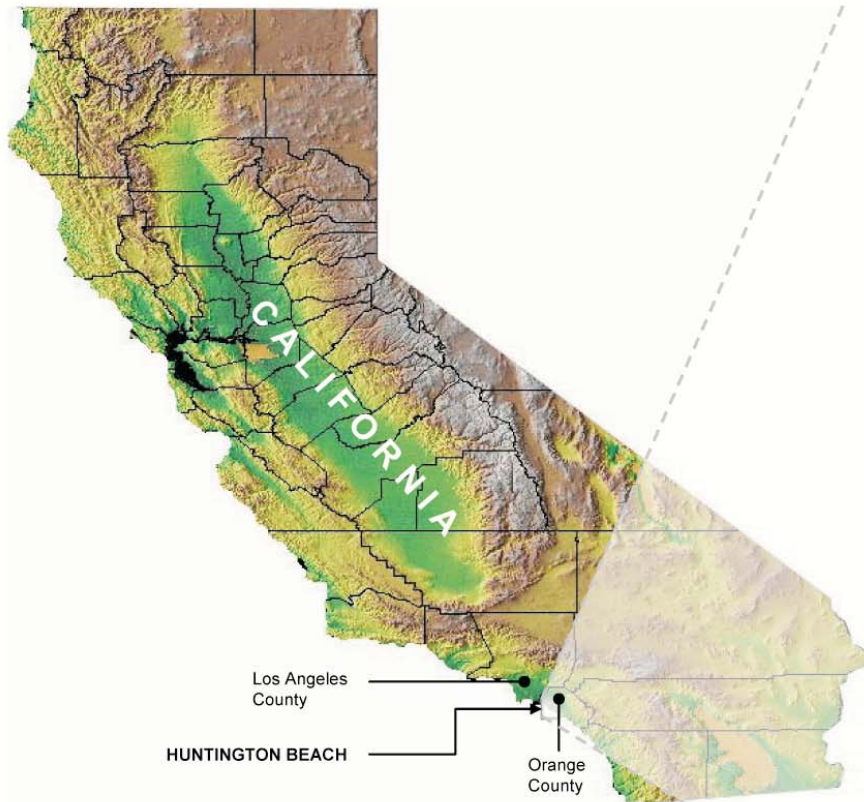 CALIFORNIA
Los Angeles
County
HUNTINGTON BEACH
Orange
County